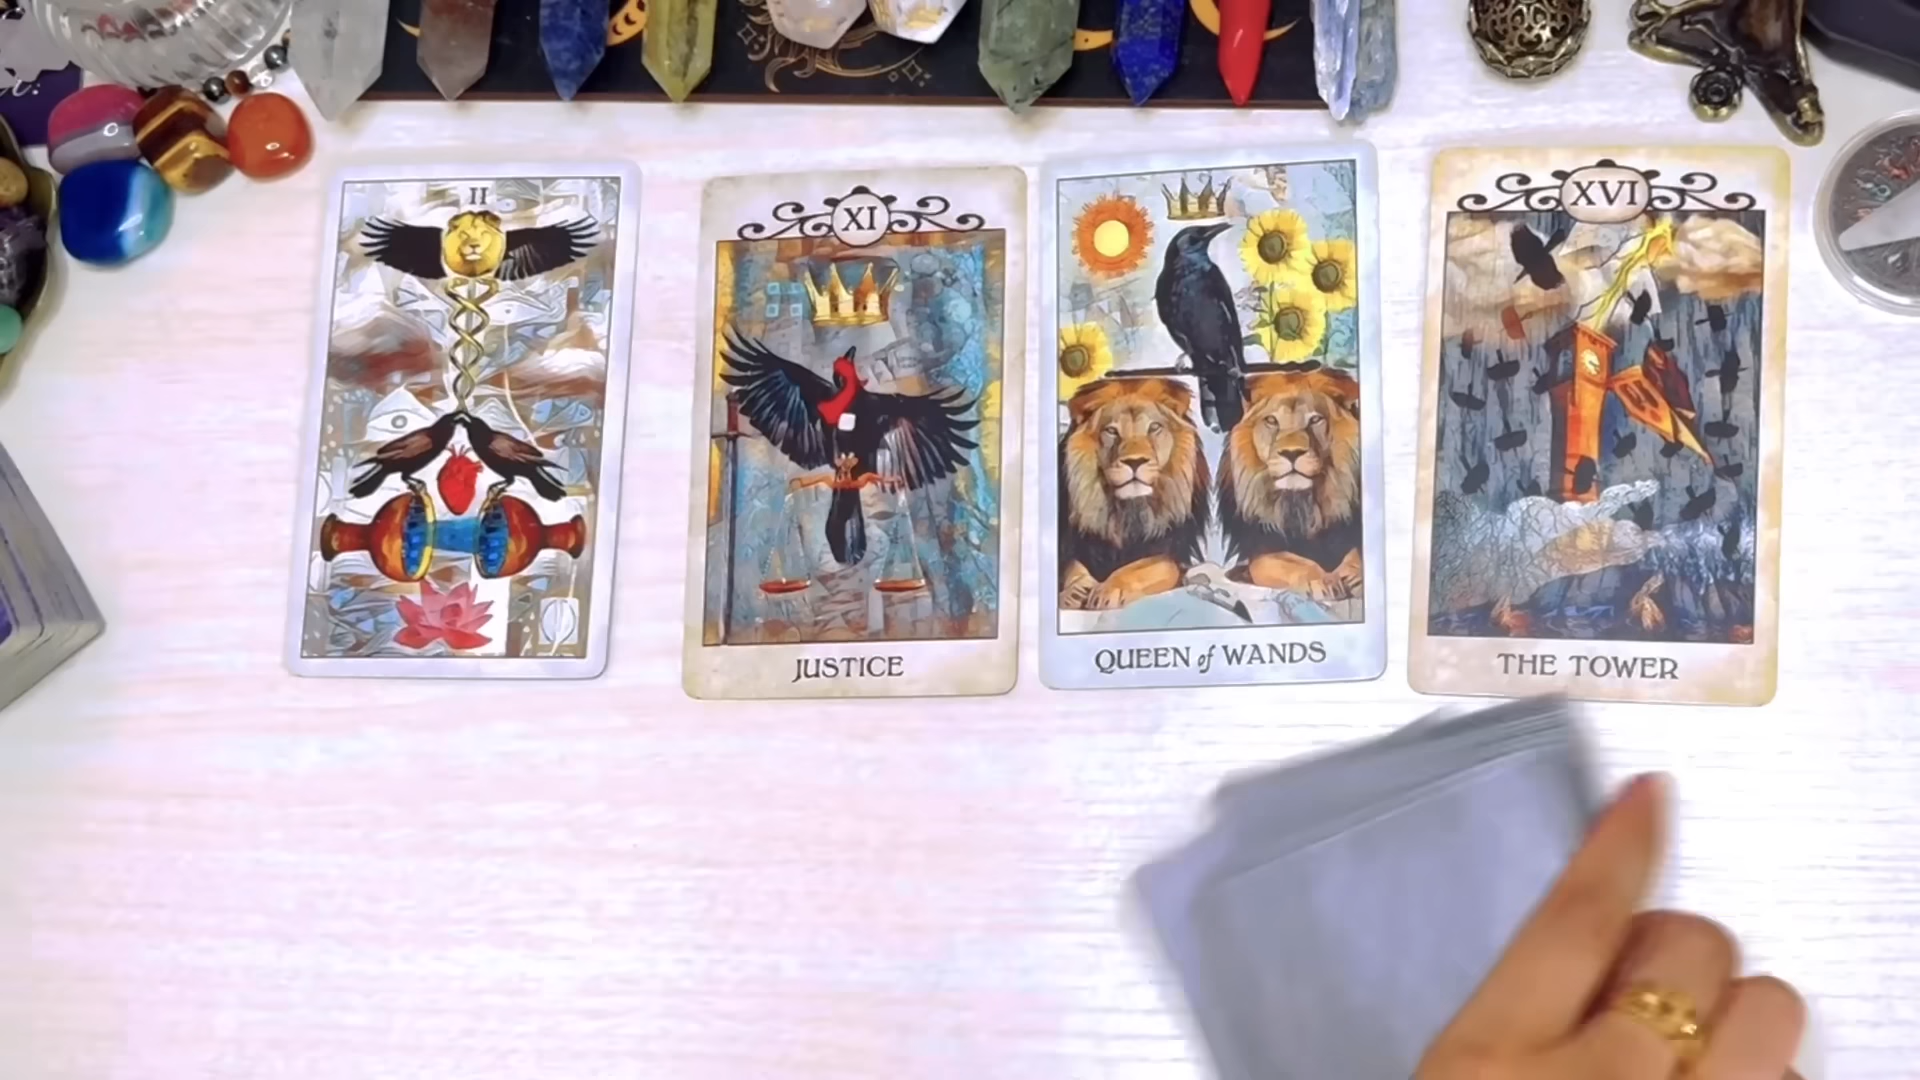 II
XI
JUSTICE
QUEEN of WANDS
XVI
THE TOWER